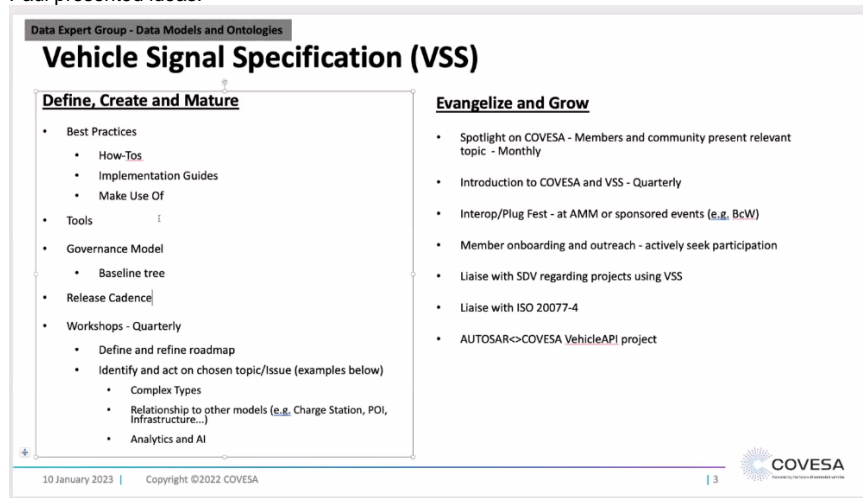 Data Expert Group - Data Models and Ontologies
Vehicle Signal Specification (VSS)
Define, Create and Mature
• Best Practices
• How-Tos
• Implementation Guides
• Make Use Of
• Tools
• Governance Model
• Baseline tree
• Release Cadence
• Workshops - Quarterly
• Define and refine roadmap
• Identify and act on chosen topic/Issue (examples below)
• Complex Types
• Relationship to other models (e.g. Charge Station, POI,
Infrastructure...)
• Analytics and AI
Evangelize and Grow
• Spotlight on COVESA - Members and community present relevant
topic - Monthly
• Introduction to COVESA and VSS - Quarterly
• Interop/Plug Fest - at AMM or sponsored events (e.g. BcW)
• Member onboarding and outreach - actively seek participation
• Liaise with SDV regarding projects using VSS
• Liaise with ISO 20077-4
• AUTOSAR<>COVESA VehicleAPI project
10 January 2023 | Copyright ©2022 COVESA
| 3
COVESA